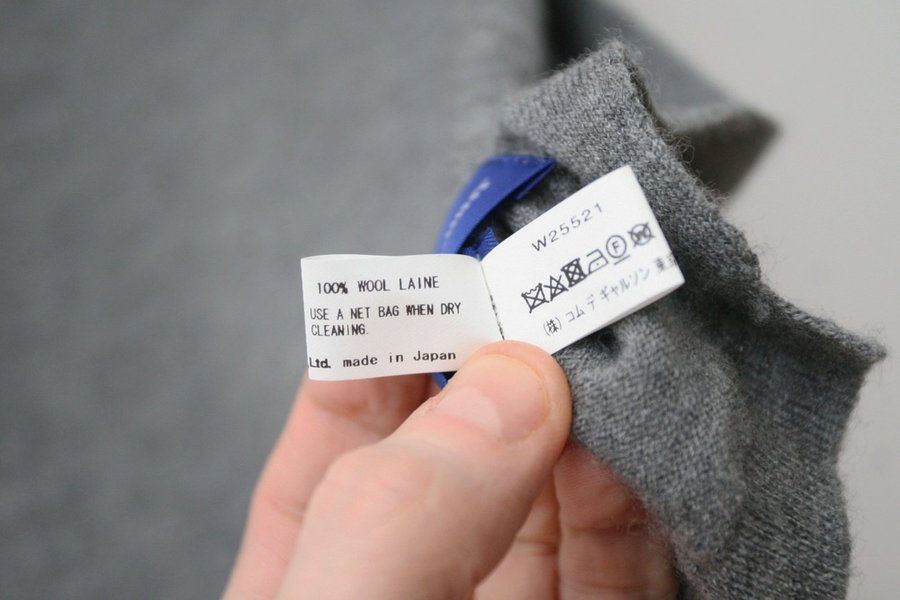 100% WOOL LAINE
USE A NET BAG WHEN DRY
CLEANING.
Ltd. made in Japan
W25521
F
(株) コム デ ギャルソン 東